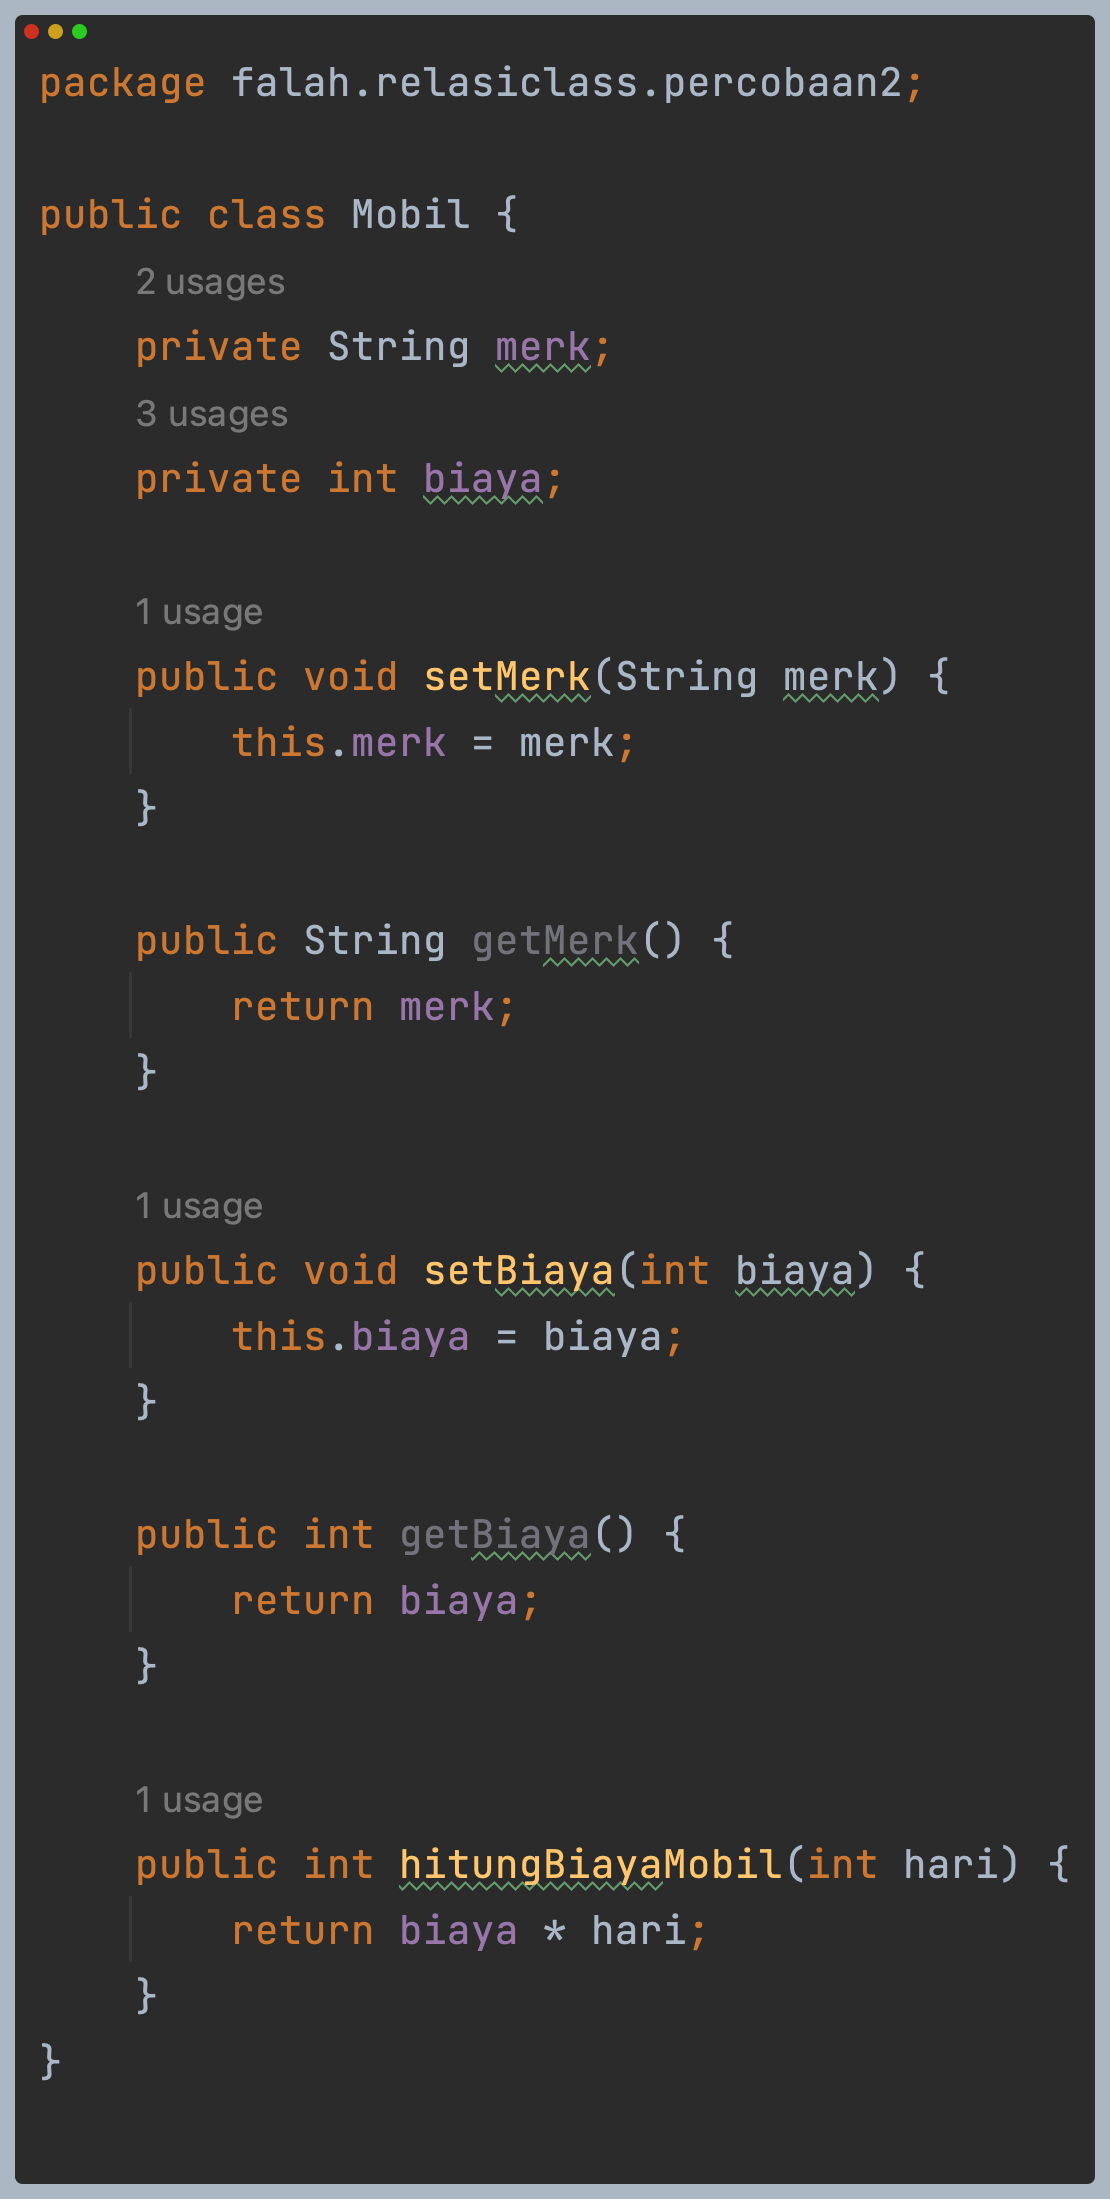 package falah.relasiclass.percobaan2;
public class Mobil {
2 usages
private String merk;
3 usages
private int biaya;
1 usage
public void setMerk(String merk) {
this.merk = merk;
}
public String getMerk() {
return merk;
}
1 usage
public void setBiaya(int biaya) {
this.biaya = biaya;
}
public int getBiaya() {
return biaya;
}
1 usage
public int hitungBiayaMobil(int hari) {
return biaya * hari;
}
}